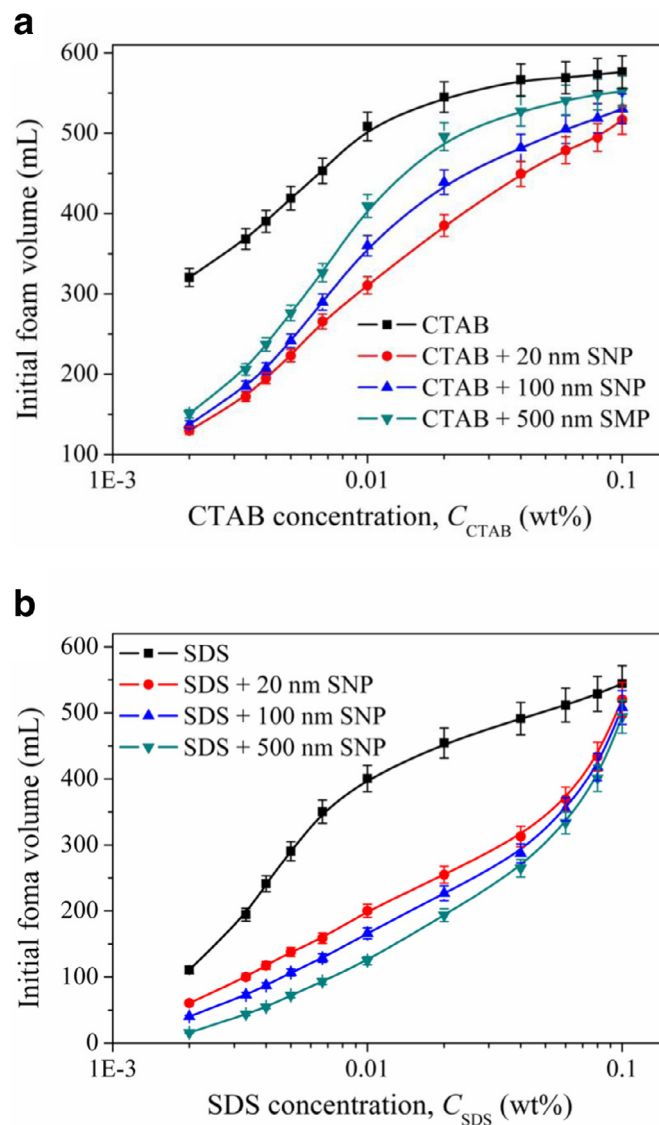 a
600
500
400
300
200
100
Initial foam volume (mL)
CTAB
CTAB + 20 nm SNP
CTAB + 100 nm SNP
CTAB + 500 nm SMP
1E-3
0.01
0.1
CTAB concentration, C_CTAB (wt%)
b
600
500
400
300
200
100
0
Initial foma volume (mL)
SDS
SDS + 20 nm SNP
SDS + 100 nm SNP
SDS + 500 nm SNP
1E-3
0.01
0.1
SDS concentration, C_SDS (wt%)